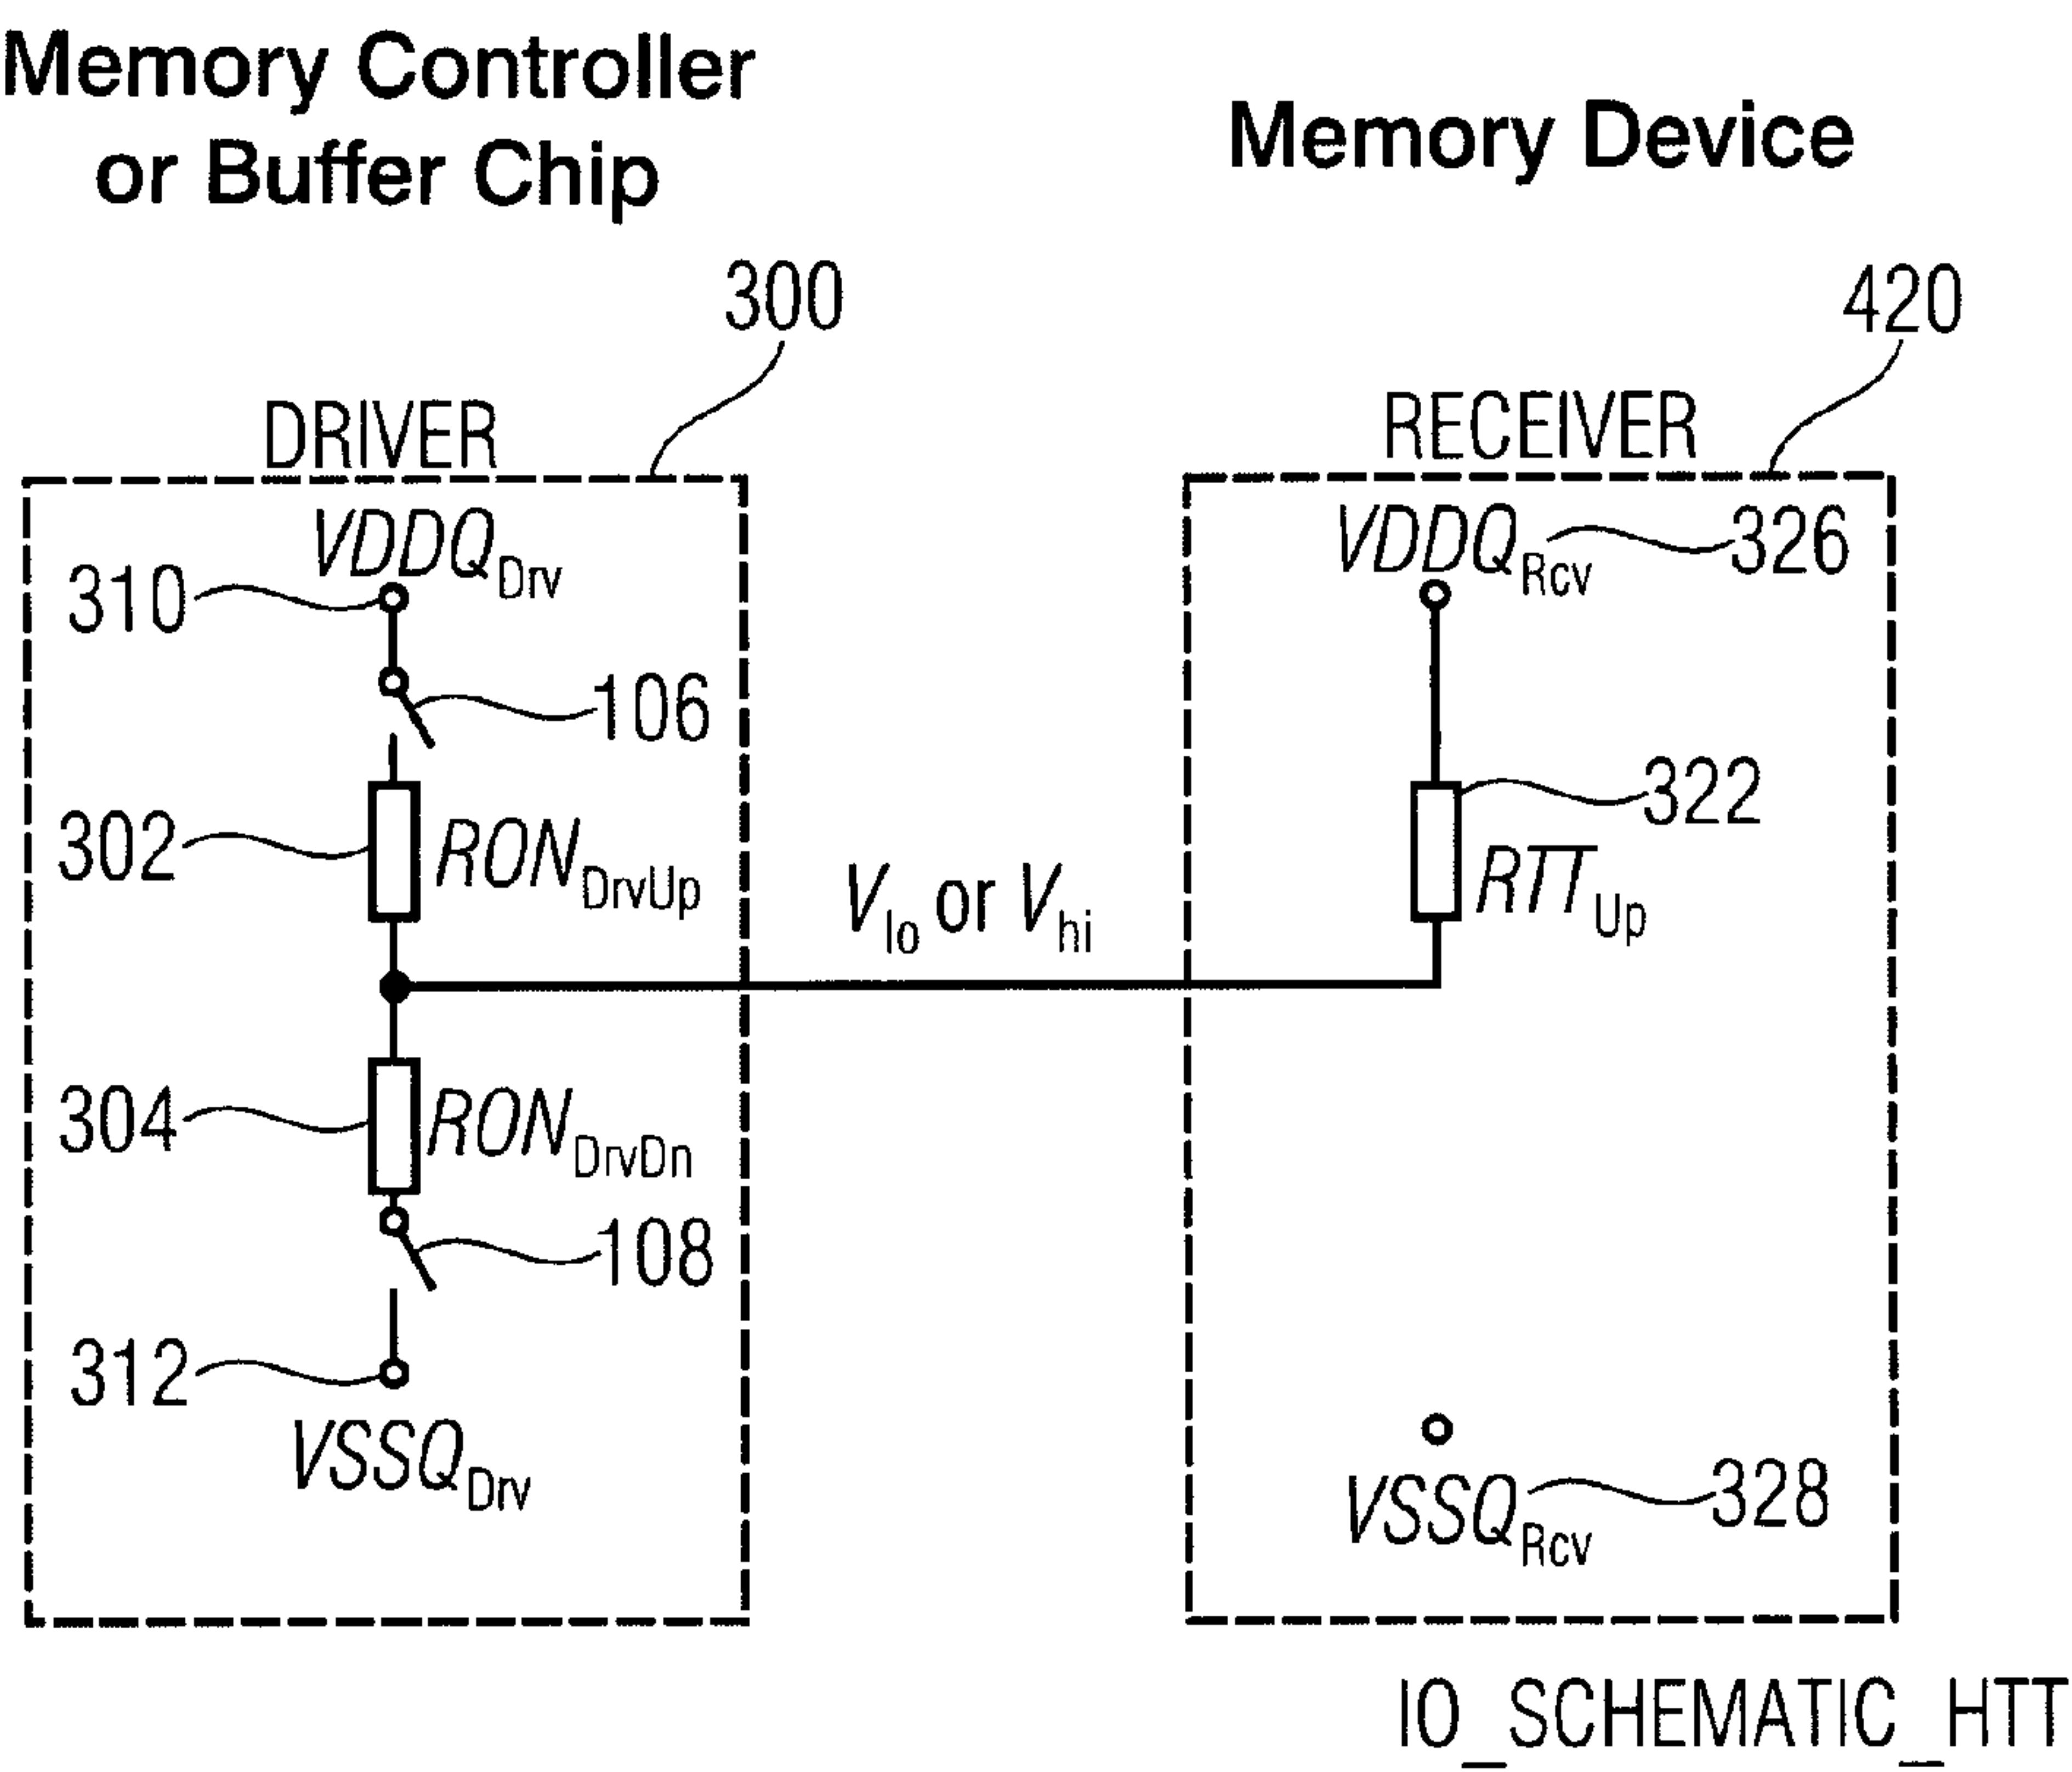 Memory Controller
or Buffer Chip
Memory Device
300
420
DRIVER
RECEIVER
VDDQDrv
VDDQRcv
326
310
106
322
302
RONDrvUp
RTTUp
Vlo or Vhi
304
RONDrvDn
108
312
VSSQDrv
VSSQRcv
328
IO_SCHEMATIC_HTT